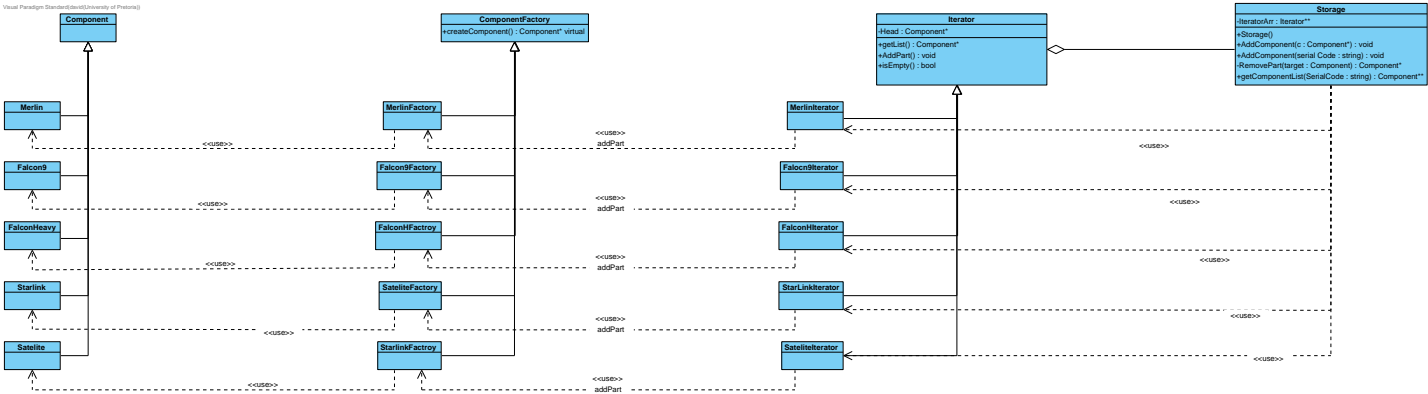 Visual Paradigm Standard(david(University of Pretoria))
Component
ComponentFactory
+createComponent() : Component* virtual
Iterator
-Head : Component*
+getList() : Component*
+AddPart() : void
+isEmpty() : bool
Storage
-IteratorArr : Iterator**
+Storage()
+AddComponent(c : Component*) : void
+AddComponent(serial Code : string) : void
-RemovePart(target : Component) : Component*
+getComponentList(SerialCode : string) : Component**
Merlin
MerlinFactory
MerlinIterator
<<use>>
<<use>>
addPart
<<use>>
Falcon9
Falcon9Factory
Falocn9Iterator
<<use>>
<<use>>
addPart
<<use>>
FalconHeavy
FalconHFactroy
FalconHIterator
<<use>>
<<use>>
addPart
<<use>>
Starlink
SateliteFactory
StarLinkIterator
<<use>>
<<use>>
addPart
<<use>>
Satelite
StarlinkFactroy
SateliteIterator
<<use>>
<<use>>
addPart
<<use>>